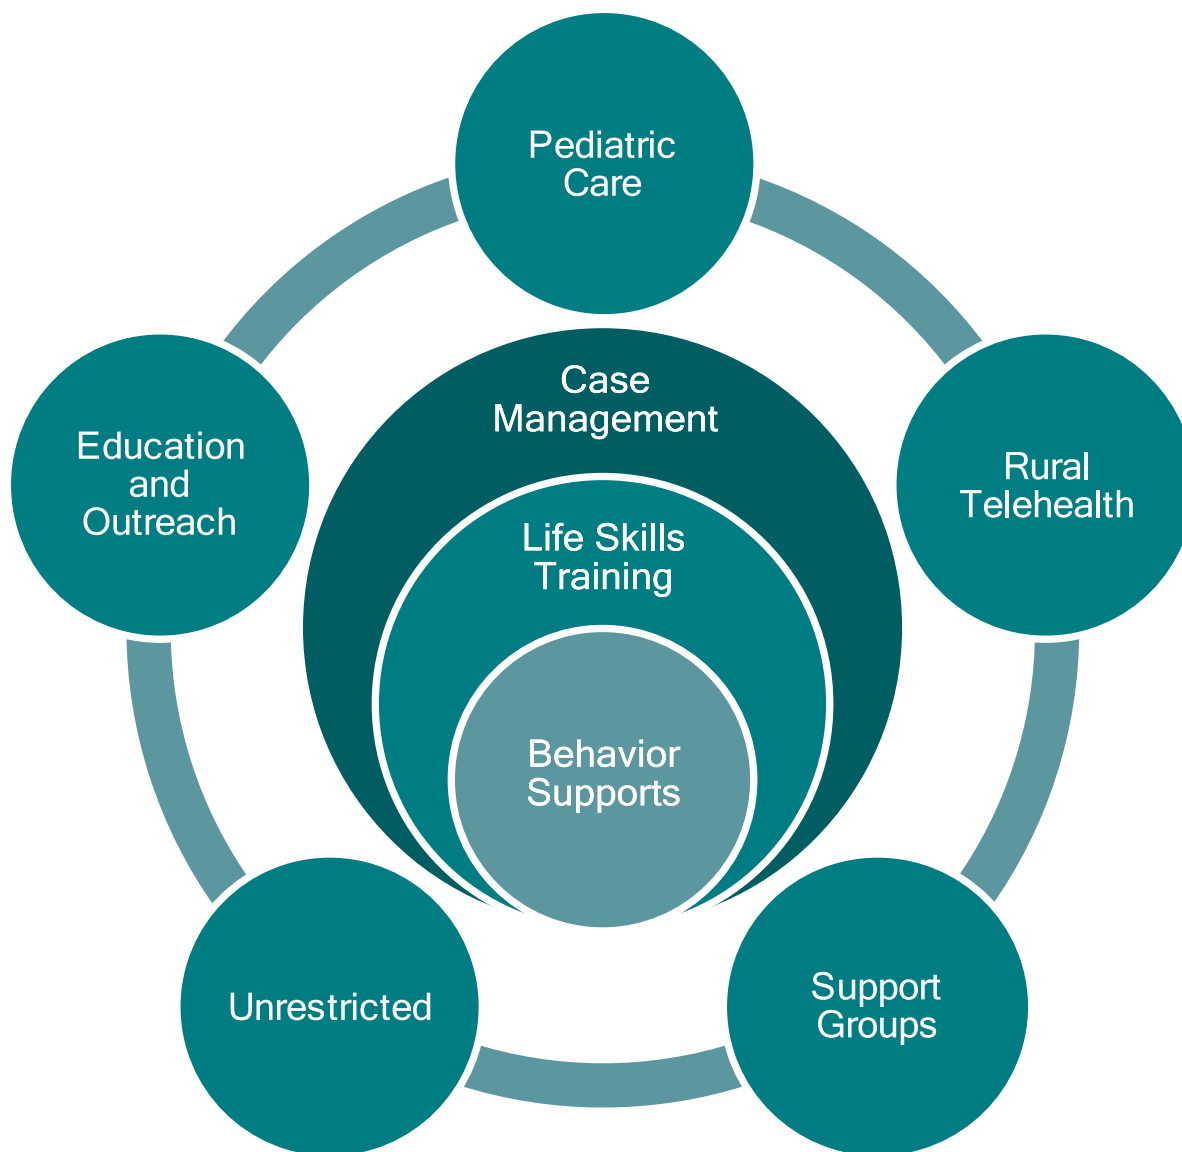 Pediatric
Care
Case
Management
Education
and
Outreach
Rural
Telehealth
Life Skills
Training
Behavior
Supports
Unrestricted
Support
Groups